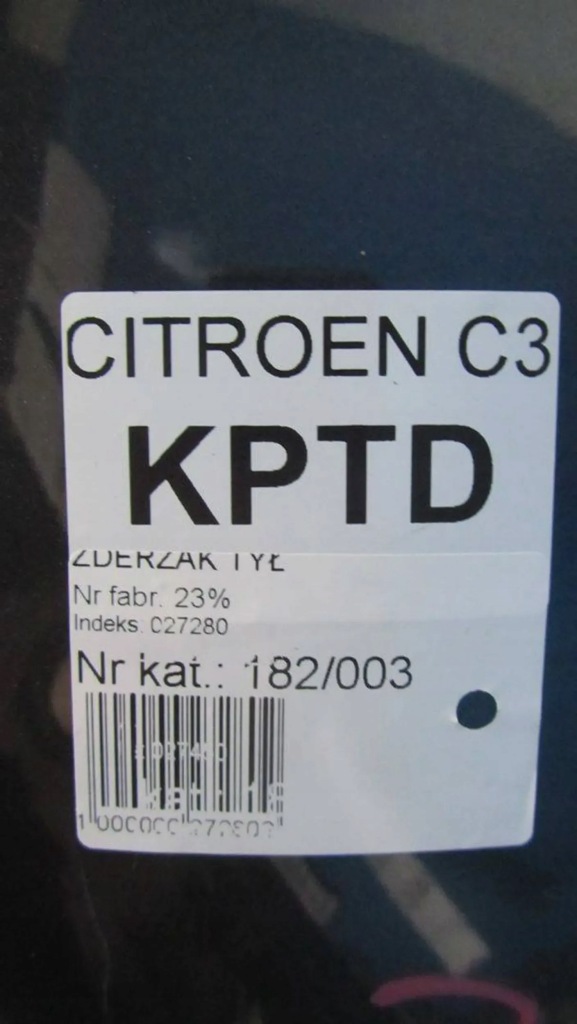 CITROEN C3
KPTD
ZDERZAK TYŁ
Nr fabr. 23%
Indeks. 027280
Nr kat.: 182/003